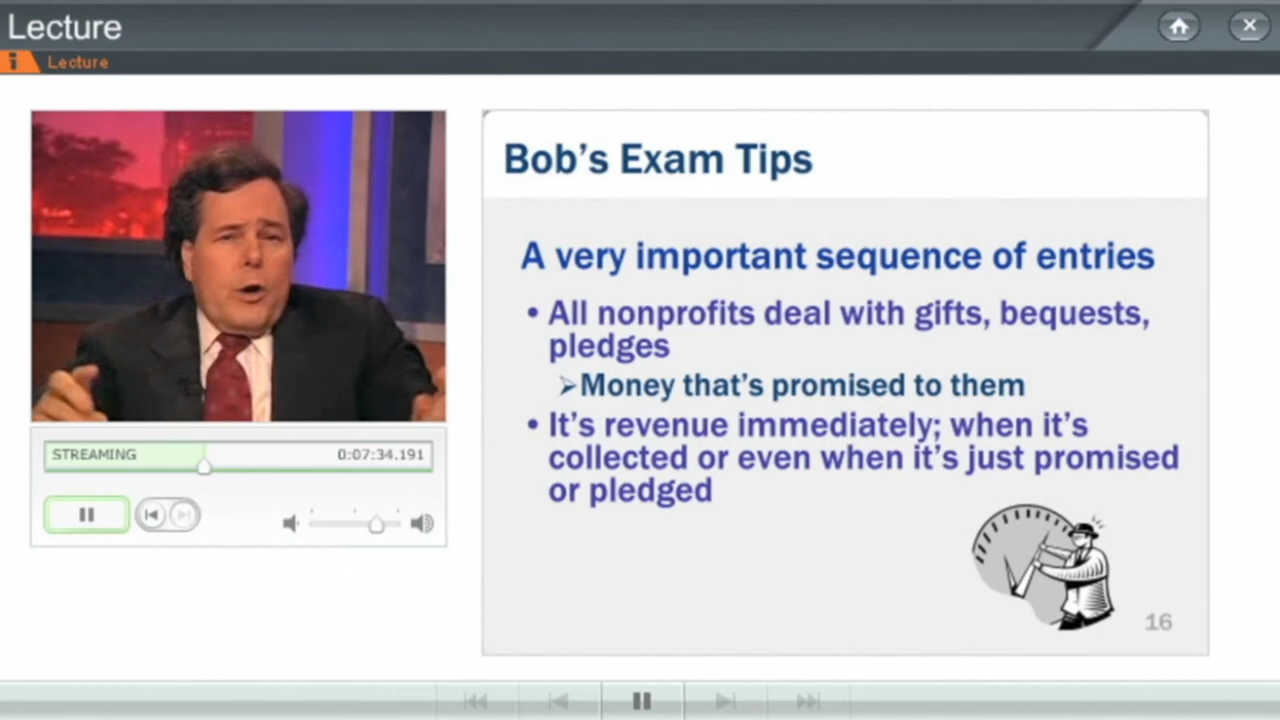 Lecture
i Lecture
Bob's Exam Tips
A very important sequence of entries
• All nonprofits deal with gifts, bequests,
pledges
➢Money that's promised to them
• It's revenue immediately; when it's
collected or even when it's just promised
or pledged
16
STREAMING 0:07:34.191